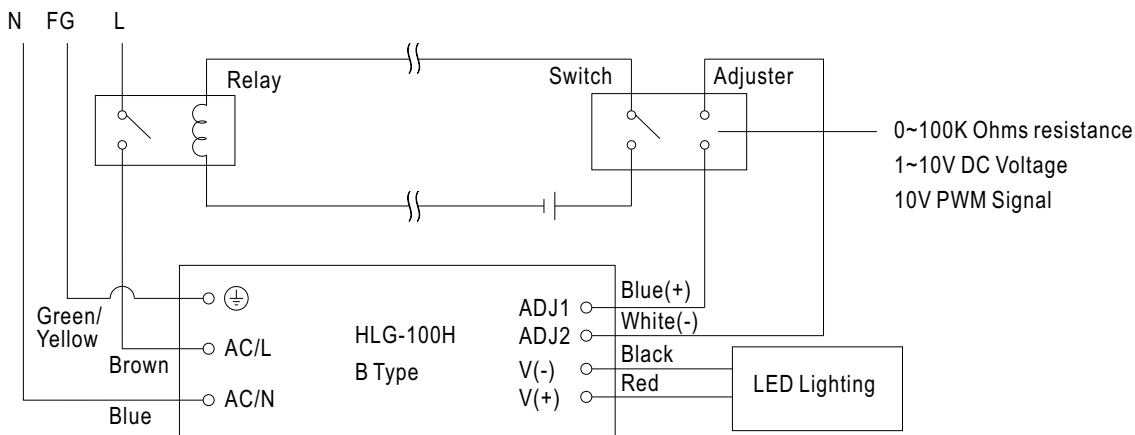 N FG L
Relay
Switch
Adjuster
0~100K Ohms resistance
1~10V DC Voltage
10V PWM Signal
Green/
Yellow
Brown
Blue
AC/L
AC/N
HLG-100H
B Type
ADJ1
ADJ2
V(-)
V(+)
Blue(+)
White(-)
Black
Red
LED Lighting